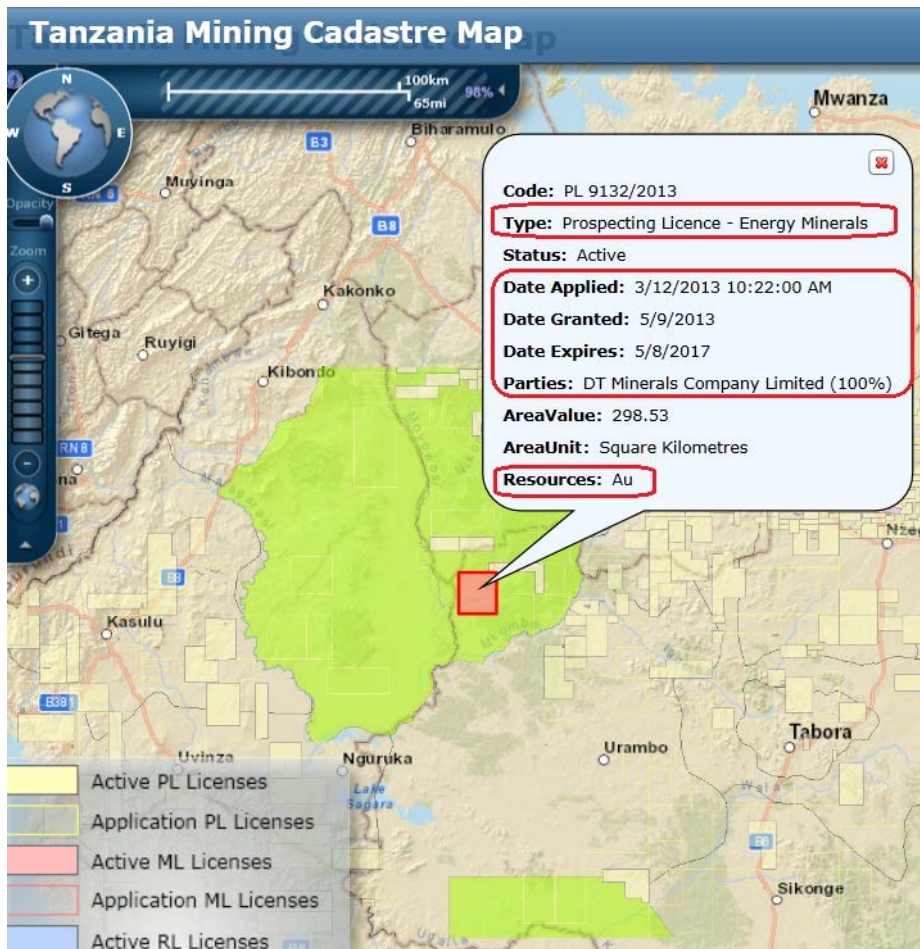 Tanzania Mining Cadastre Map
N
W
E
S
100km
65mi
98%
Opacity
Zoom
Mwanza
Biharamulo
B3
Muyinga
RN 6
B8
Kakonko
Gitega
Ruyigi
Kibondo
RN8
Code: PL 9132/2013
Type: Prospecting Licence - Energy Minerals
Status: Active
Date Applied: 3/12/2013 10:22:00 AM
Date Granted: 5/9/2013
Date Expires: 5/8/2017
Parties: DT Minerals Company Limited (100%)
AreaValue: 298.53
AreaUnit: Square Kilometres
Resources: Au
B8
Kasulu
B381
Uvinza
Nguruka
Lake
Sagara
Urambo
Tabora
B6
Sikonge
Active PL Licenses
Application PL Licenses
Active ML Licenses
Application ML Licenses
Active RL Licenses